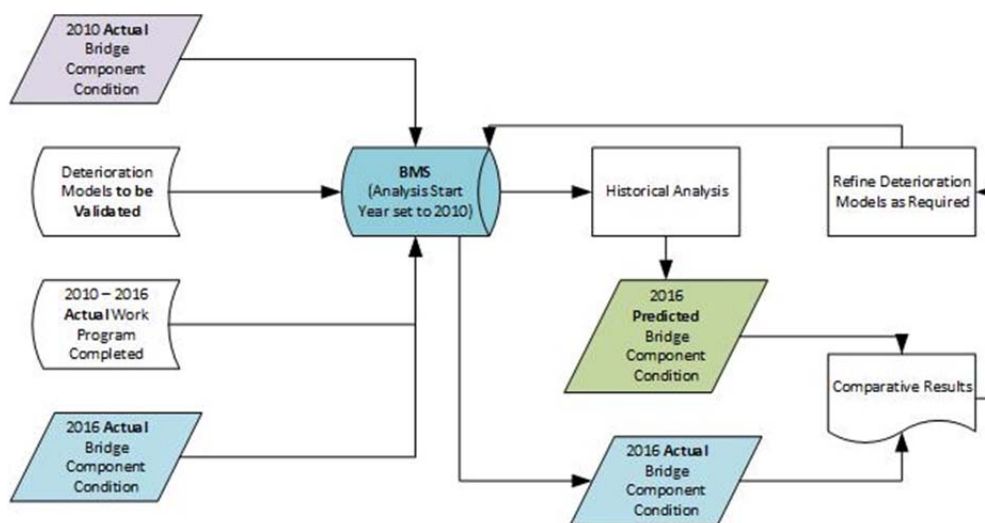 2010 Actual
Bridge
Component
Condition
Deterioration
Models to be
Validated
2010 – 2016
Actual Work
Program
Completed
2016 Actual
Bridge
Component
Condition
BMS
(Analysis Start
Year set to 2010)
Historical Analysis
Refine Deterioration
Models as Required
2016
Predicted
Bridge
Component
Condition
Comparative Results
2016 Actual
Bridge
Component
Condition